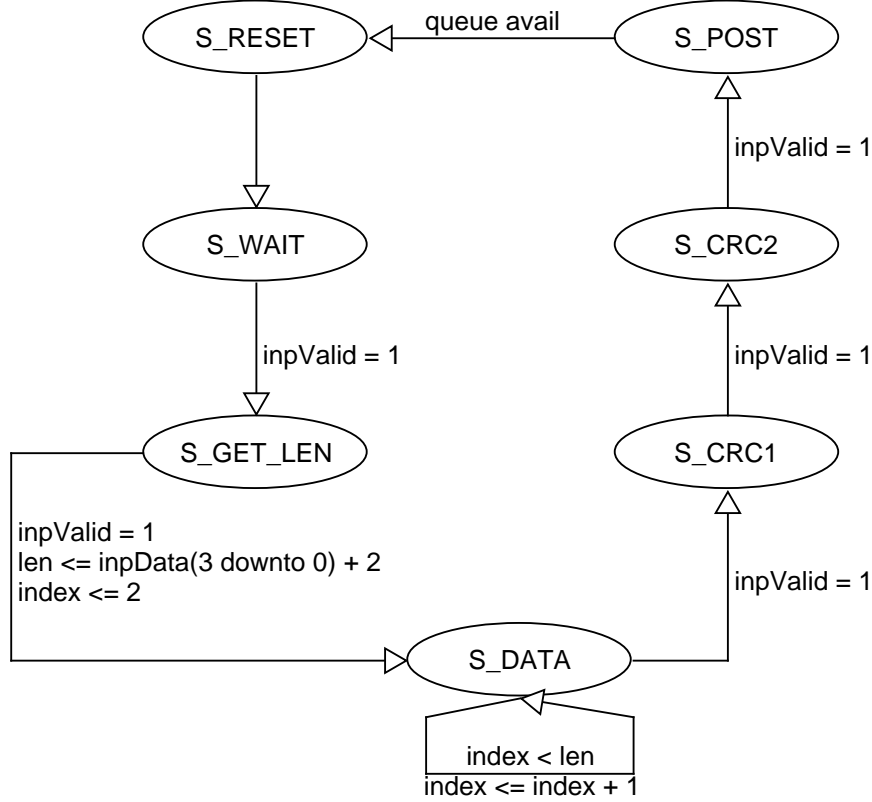 S_RESET
queue avail
S_POST
inpValid = 1
S_WAIT
S_CRC2
inpValid = 1
inpValid = 1
S_GET_LEN
S_CRC1
inpValid = 1
len <= inpData(3 downto 0) + 2
index <= 2
inpValid = 1
S_DATA
index < len
index <= index + 1